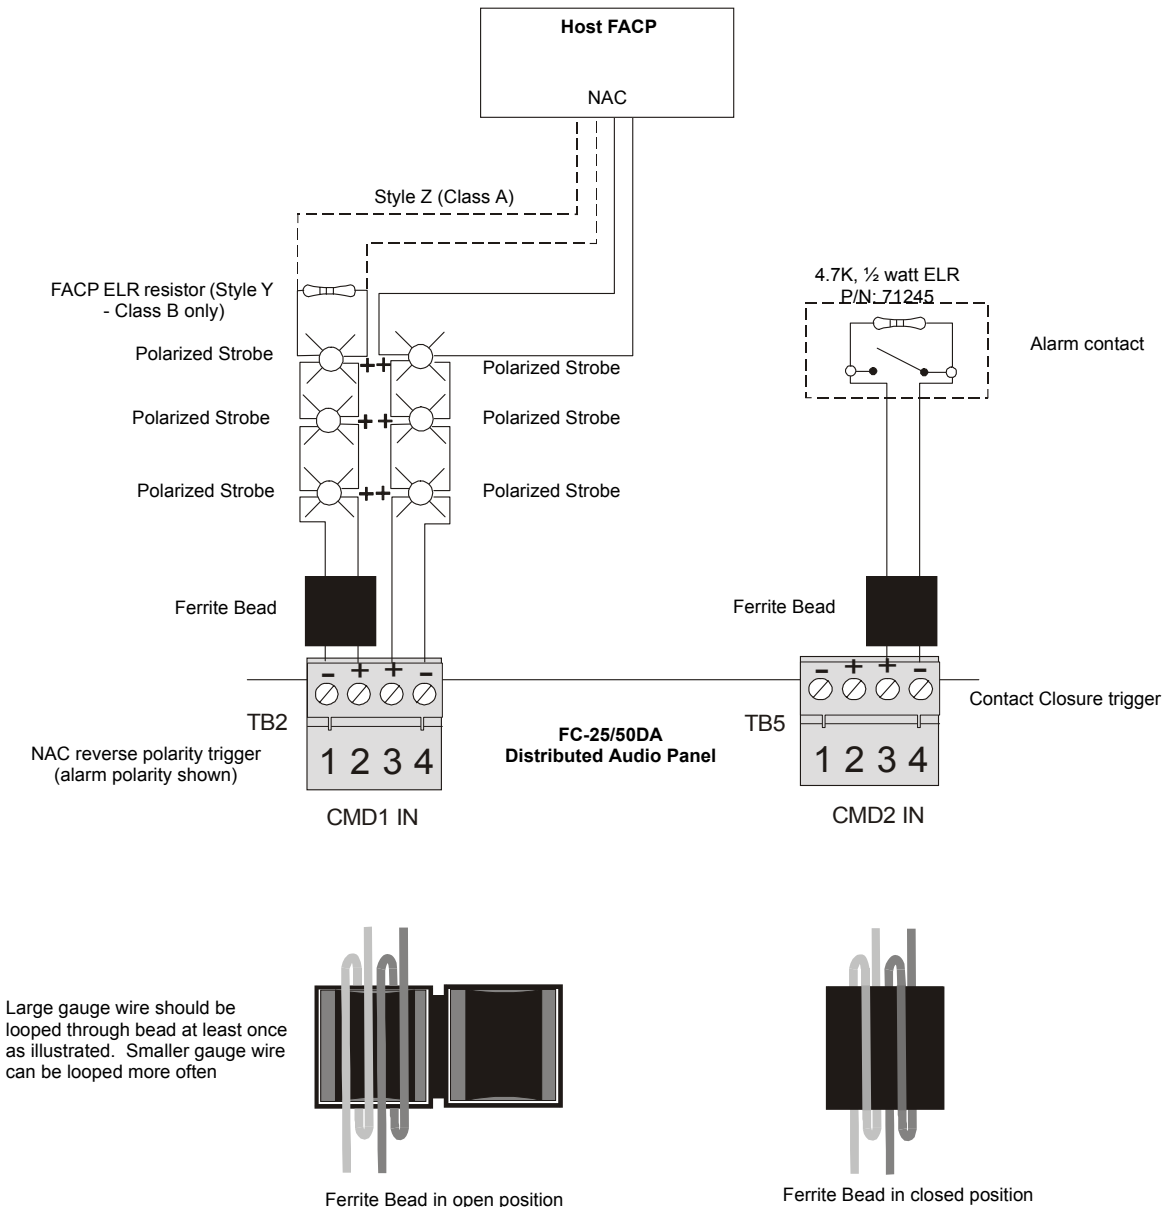 Host FACP
NAC
Style Z (Class A)
FACP ELR resistor (Style Y
- Class B only)
4.7K, ½ watt ELR
P/N: 71245
Alarm contact
Polarized Strobe
++
Polarized Strobe
Polarized Strobe
++
Polarized Strobe
Polarized Strobe
++
Polarized Strobe
Ferrite Bead
Ferrite Bead
- + + -
- + + -
Contact Closure trigger
TB2
TB5
FC-25/50DA
Distributed Audio Panel
NAC reverse polarity trigger
(alarm polarity shown)
1 2 3 4
1 2 3 4
CMD1 IN
CMD2 IN
Large gauge wire should be
looped through bead at least once
as illustrated. Smaller gauge wire
can be looped more often
Ferrite Bead in open position
Ferrite Bead in closed position